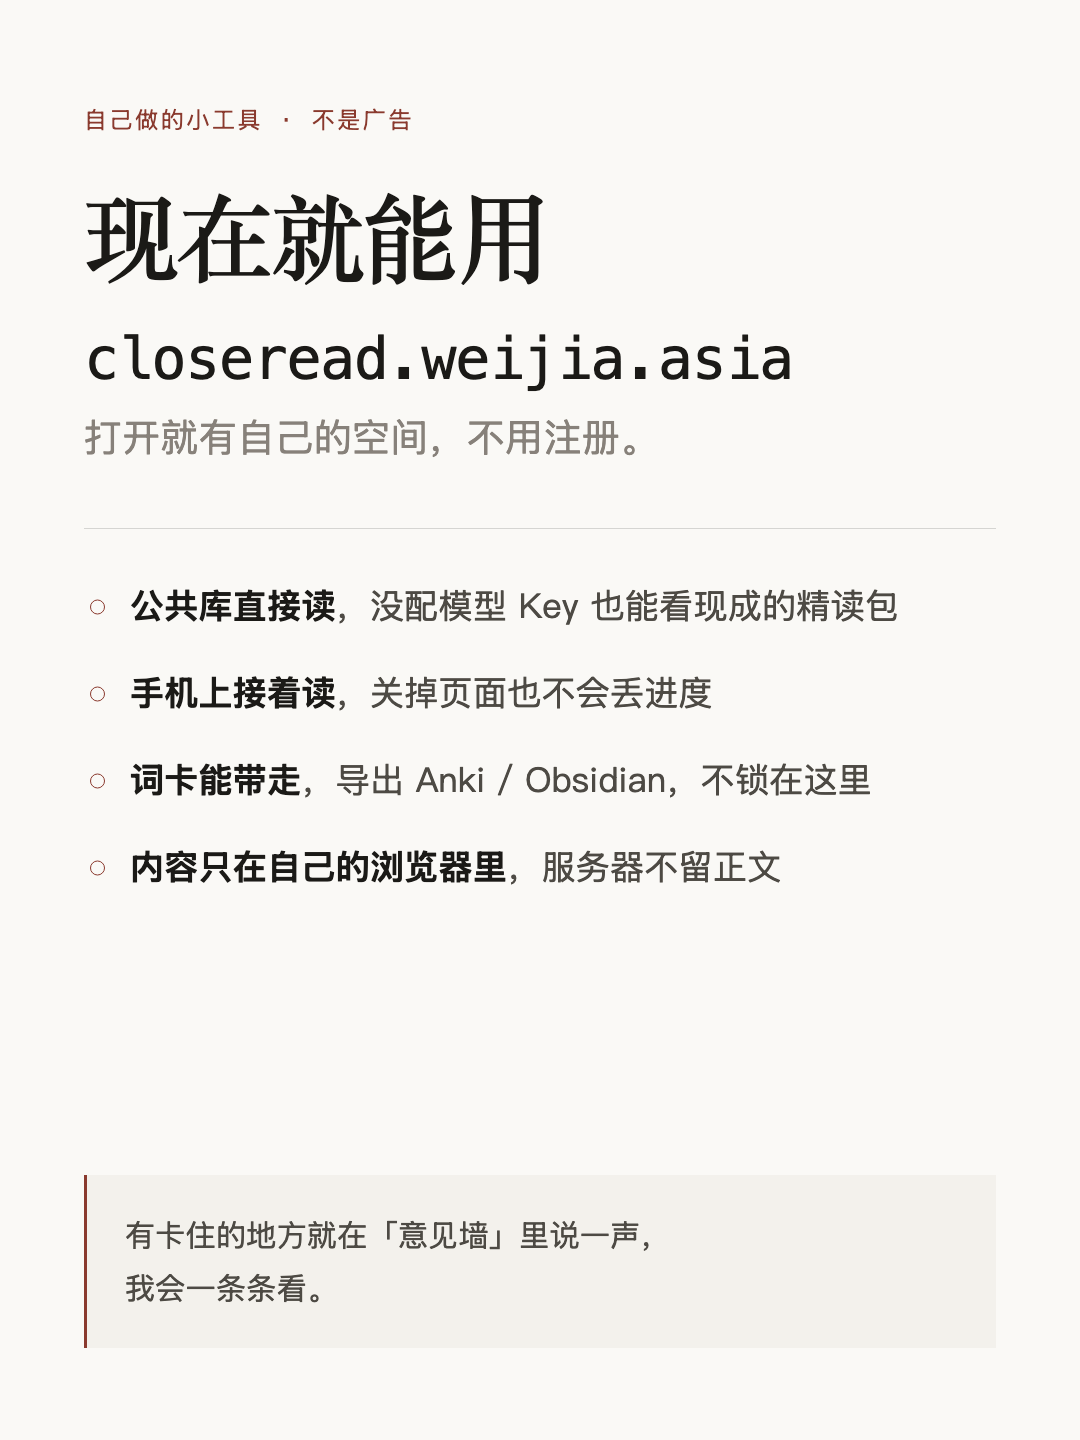 自己做的小工具 · 不是广告
现在就能用
closeread.weijia.asia
打开就有自己的空间，不用注册。
公共库直接读，没配模型 Key 也能看现成的精读包
手机上接着读，关掉页面也不会丢进度
词卡能带走，导出 Anki / Obsidian，不锁在这里
内容只在自己的浏览器里，服务器不留正文
有卡住的地方就在「意见墙」里说一声，
我会一条条看。